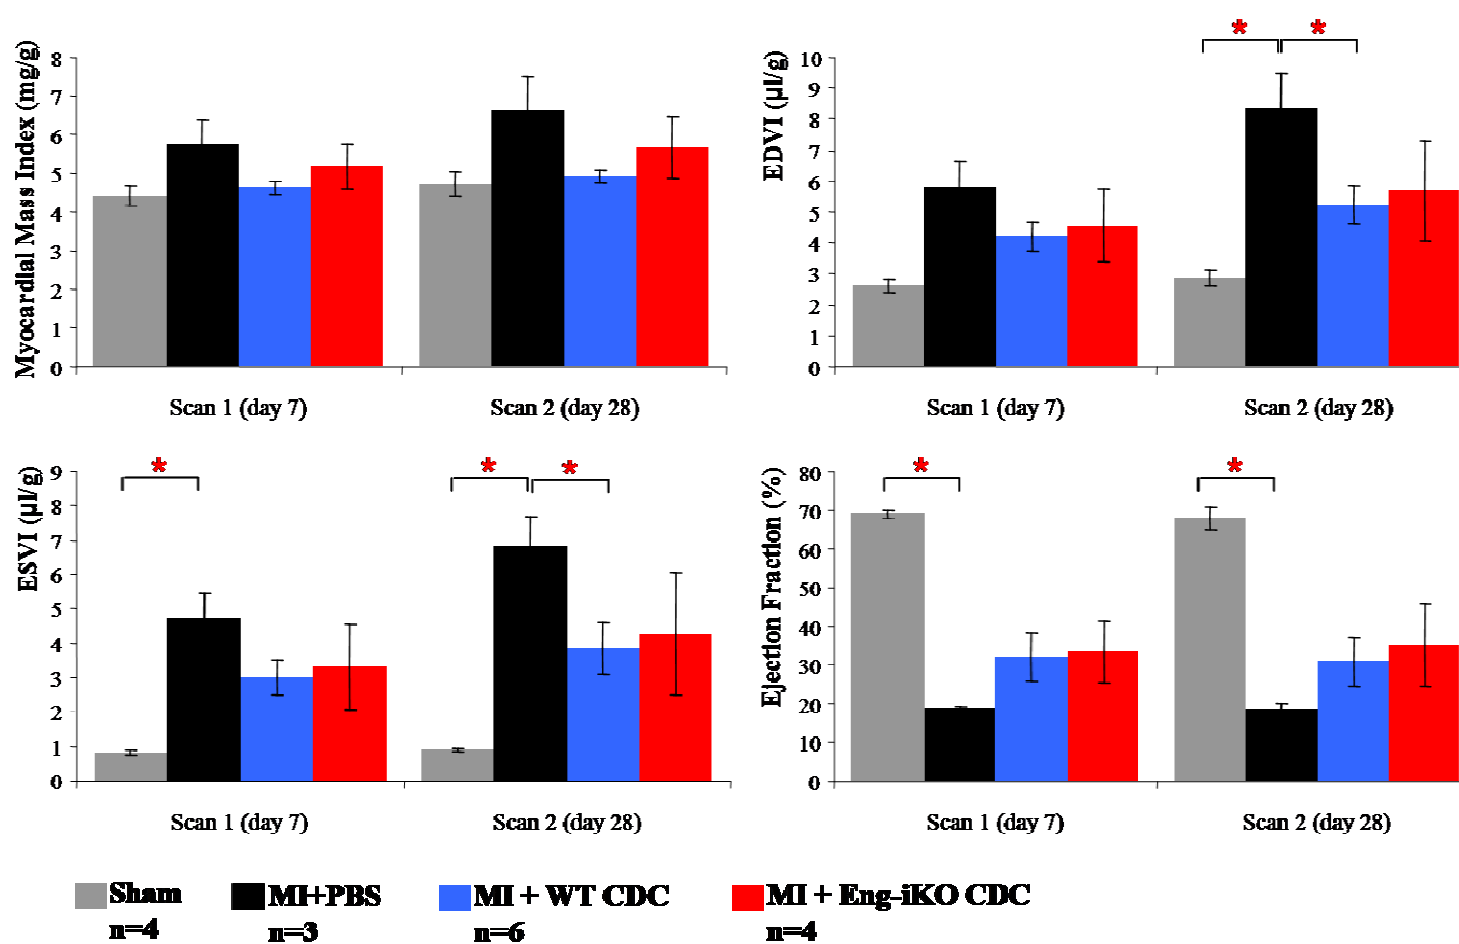 Myocardial Mass Index (mg/g)
8
7
6
5
4
3
2
1
0
Scan 1 (day 7)
Scan 2 (day 28)
EDVI (µl/g)
* *
10
9
8
7
6
5
4
3
2
1
0
Scan 1 (day 7)
Scan 2 (day 28)
ESVI (µl/g)
* * *
9
8
7
6
5
4
3
2
1
0
Scan 1 (day 7)
Scan 2 (day 28)
Ejection Fraction (%)
* *
80
70
60
50
40
30
20
10
0
Scan 1 (day 7)
Scan 2 (day 28)
Sham
n=4
MI+PBS
n=3
MI + WT CDC
n=6
MI + Eng-iKO CDC
n=4